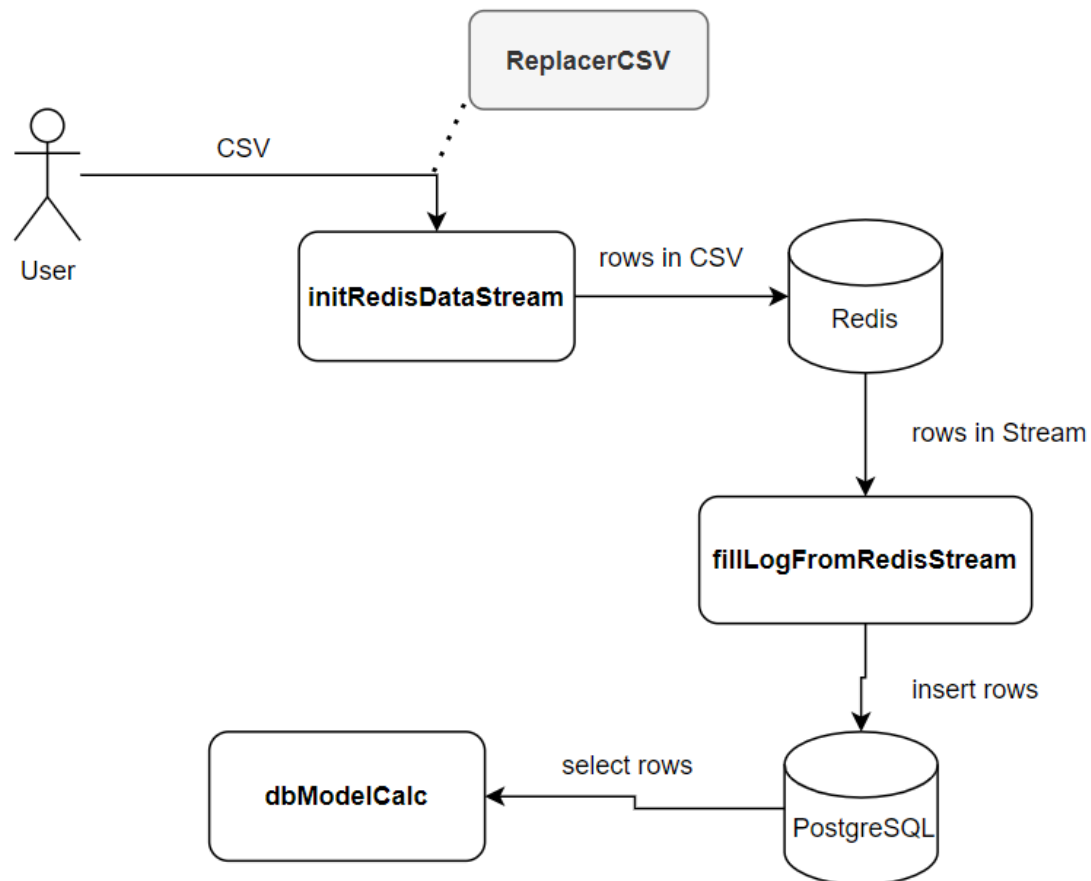 ReplacerCSV
CSV
User
initRedisDataStream
rows in CSV
Redis
rows in Stream
fillLogFromRedisStream
insert rows
select rows
dbModelCalc
PostgreSQL